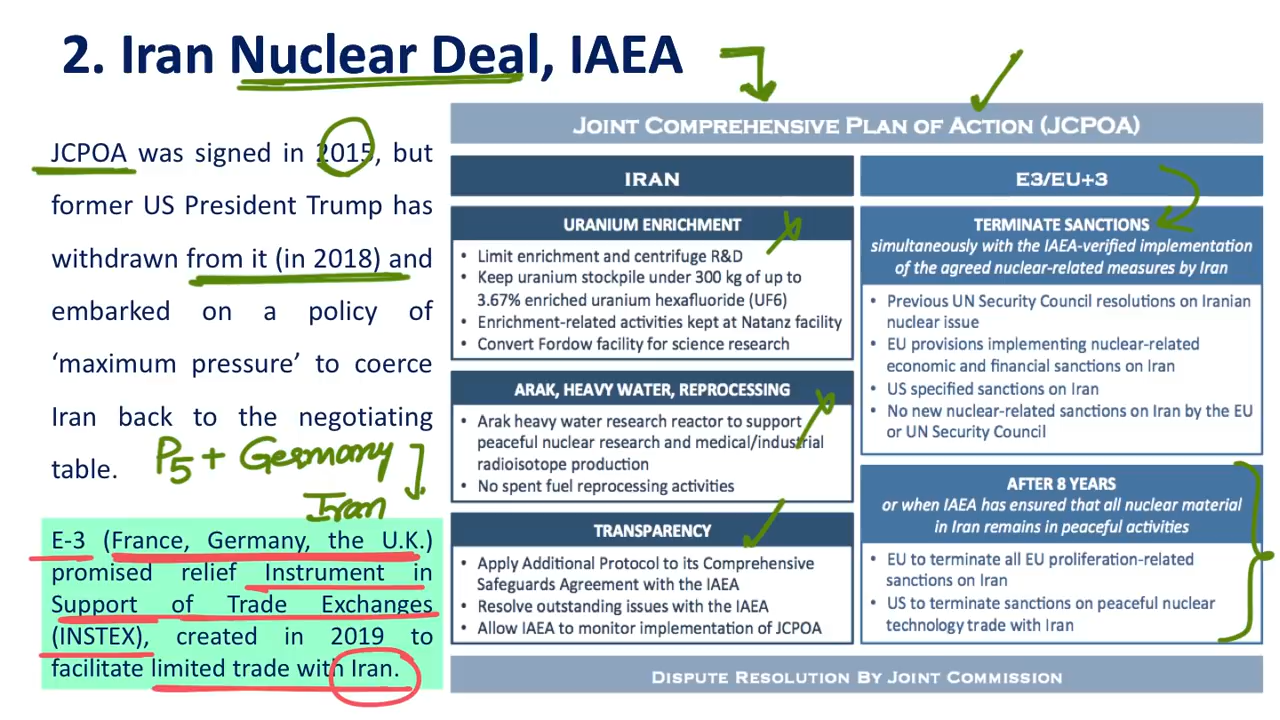 2. Iran Nuclear Deal, IAEA
JCPOA was signed in 2015, but
former US President Trump has
withdrawn from it (in 2018) and
embarked on a policy of
‘maximum pressure’ to coerce
Iran back to the negotiating
table.
P5 + Germany
Iran
E-3 (France, Germany, the U.K.)
promised relief Instrument in
Support of Trade Exchanges
(INSTEX), created in 2019 to
facilitate limited trade with Iran.
JOINT COMPREHENSIVE PLAN OF ACTION (JCPOA)
IRAN
URANIUM ENRICHMENT
• Limit enrichment and centrifuge R&D
• Keep uranium stockpile under 300 kg of up to
3.67% enriched uranium hexafluoride (UF6)
• Enrichment-related activities kept at Natanz facility
• Convert Fordow facility for science research
ARAK, HEAVY WATER, REPROCESSING
• Arak heavy water research reactor to support
peaceful nuclear research and medical/industrial
radioisotope production
• No spent fuel reprocessing activities
TRANSPARENCY
• Apply Additional Protocol to its Comprehensive
Safeguards Agreement with the IAEA
• Resolve outstanding issues with the IAEA
• Allow IAEA to monitor implementation of JCPOA
E3/EU+3
TERMINATE SANCTIONS
simultaneously with the IAEA-verified implementation
of the agreed nuclear-related measures by Iran
• Previous UN Security Council resolutions on Iranian
nuclear issue
• EU provisions implementing nuclear-related
economic and financial sanctions on Iran
• US specified sanctions on Iran
• No new nuclear-related sanctions on Iran by the EU
or UN Security Council
AFTER 8 YEARS
or when IAEA has ensured that all nuclear material
in Iran remains in peaceful activities
• EU to terminate all EU proliferation-related
sanctions on Iran
• US to terminate sanctions on peaceful nuclear
technology trade with Iran
DISPUTE RESOLUTION BY JOINT COMMISSION